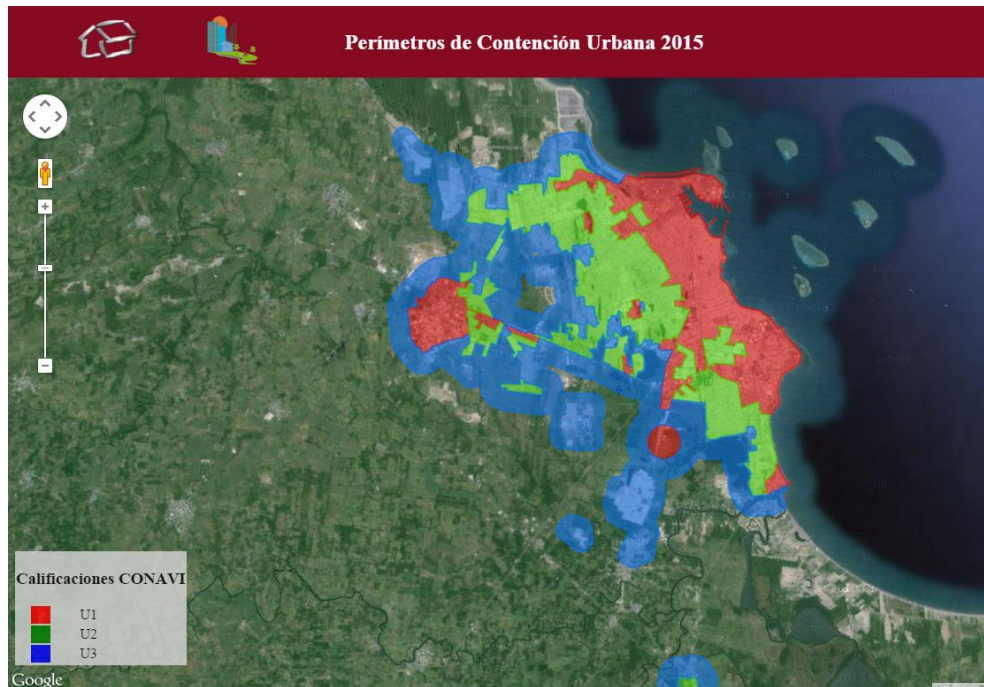 Perímetros de Contención Urbana 2015
Calificaciones CONAVI
U1
U2
U3
Google